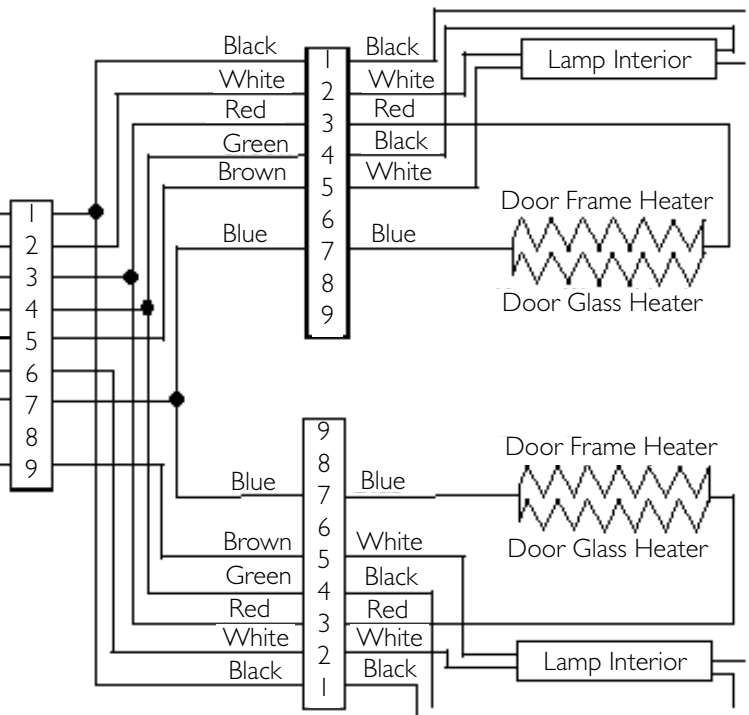 Black
White
Red
Green
Brown
Blue
1
2
3
4
5
6
7
8
9
Black
White
Red
Black
White
Blue
Lamp Interior
Door Frame Heater
Door Glass Heater
1
2
3
4
5
6
7
8
9
Blue
Brown
Green
Red
White
Black
9
8
7
6
5
4
3
2
1
Blue
White
Black
Red
White
Black
Door Frame Heater
Door Glass Heater
Lamp Interior